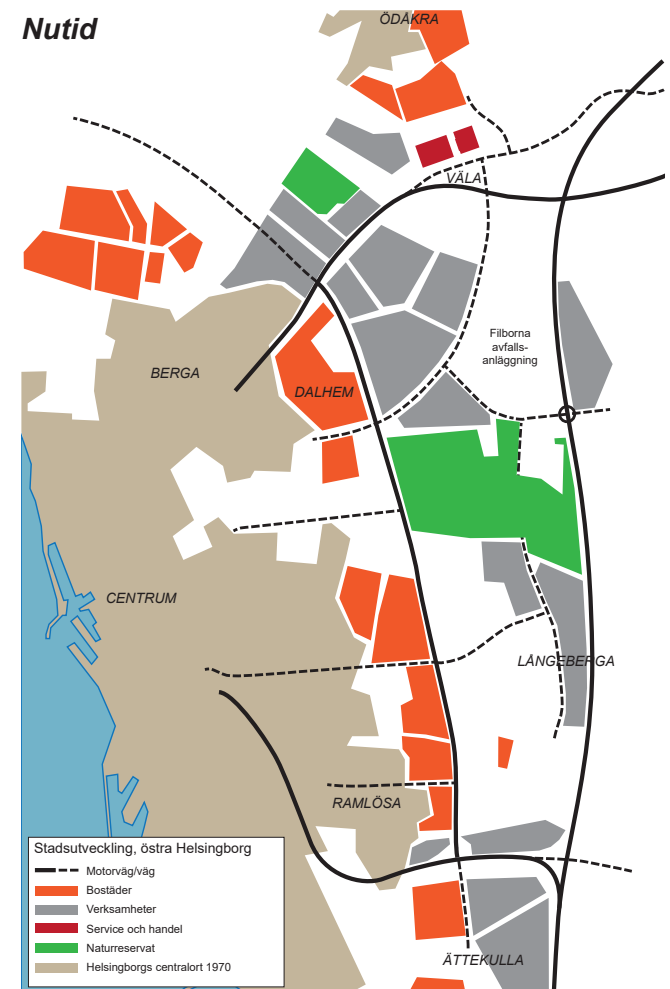 Nutid
ÖDÅKRA
VÄLA
Filborna
avfalls-
anläggning
BERGA
DALHEM
CENTRUM
LÅNGEBERGA
RAMLÖSA
Stadsutveckling, östra Helsingborg
Motorväg/väg
Bostäder
Verksamheter
Service och handel
Naturreservat
Helsingborgs centralort 1970
ÄTTEKULLA